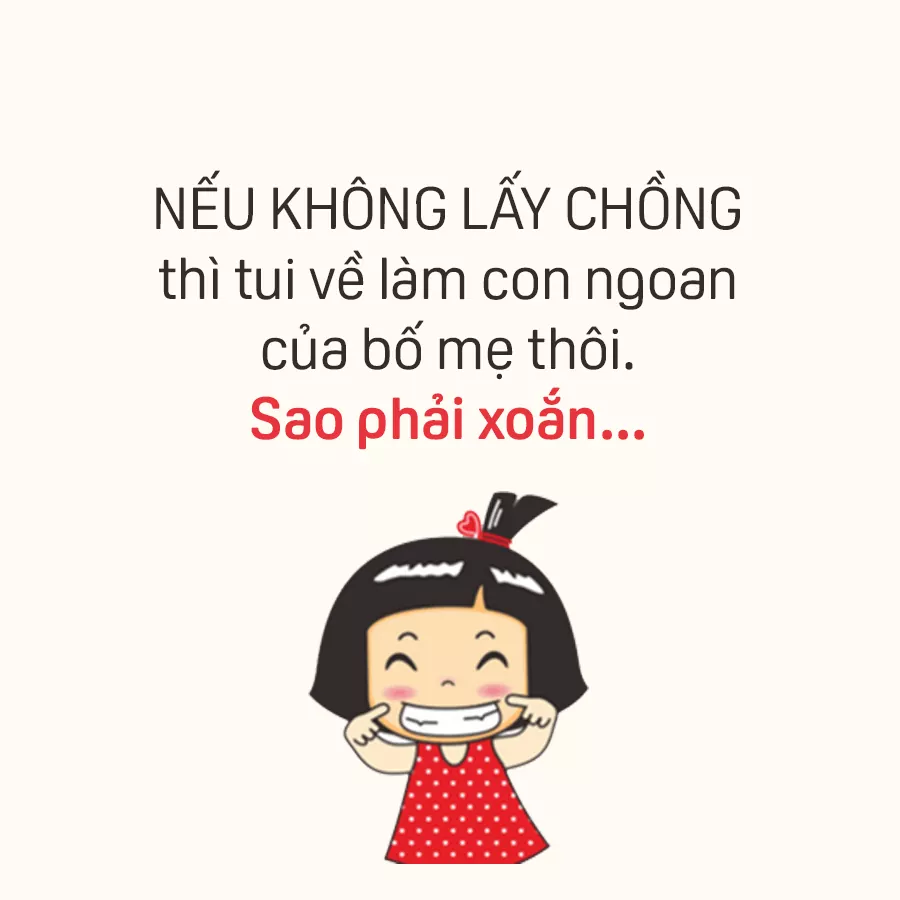 NẾU KHÔNG LẤY CHỒNG
thì tui về làm con ngoan
của bố mẹ thôi.
Sao phải xoắn...